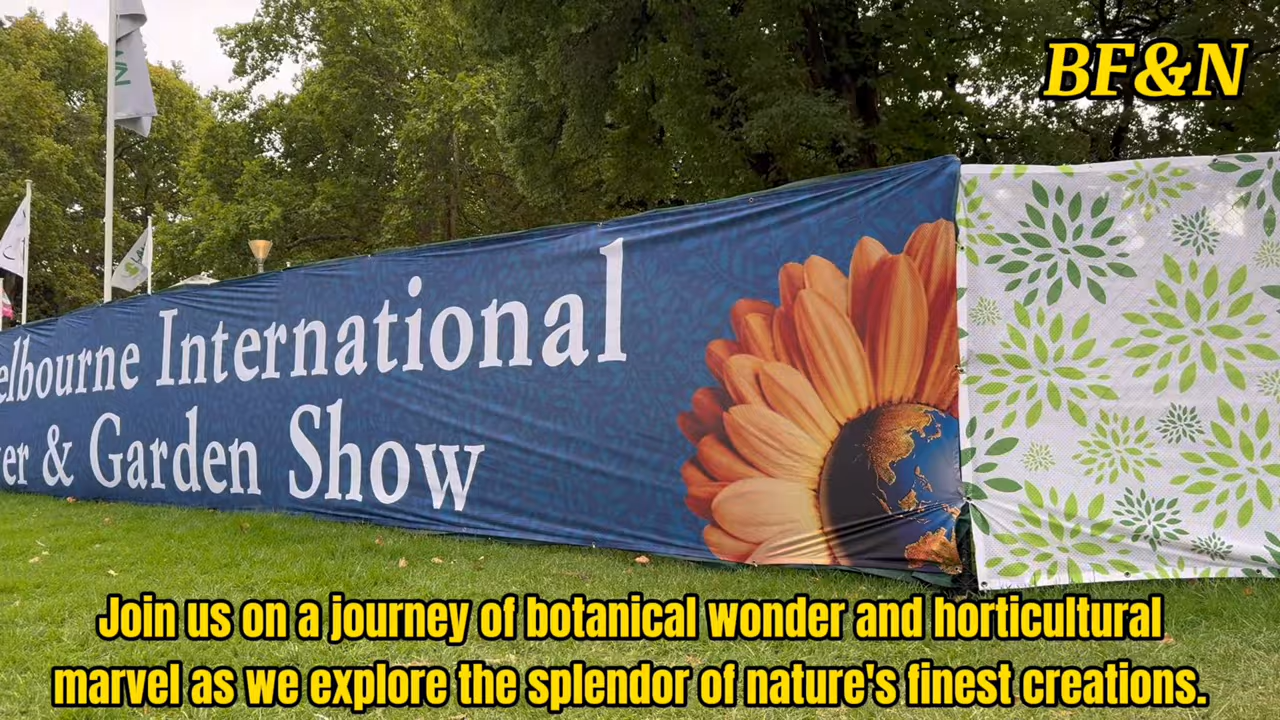 BF&N
elbourne International
er & Garden Show
Join us on a journey of botanical wonder and horticultural
marvel as we explore the splendor of nature's finest creations.